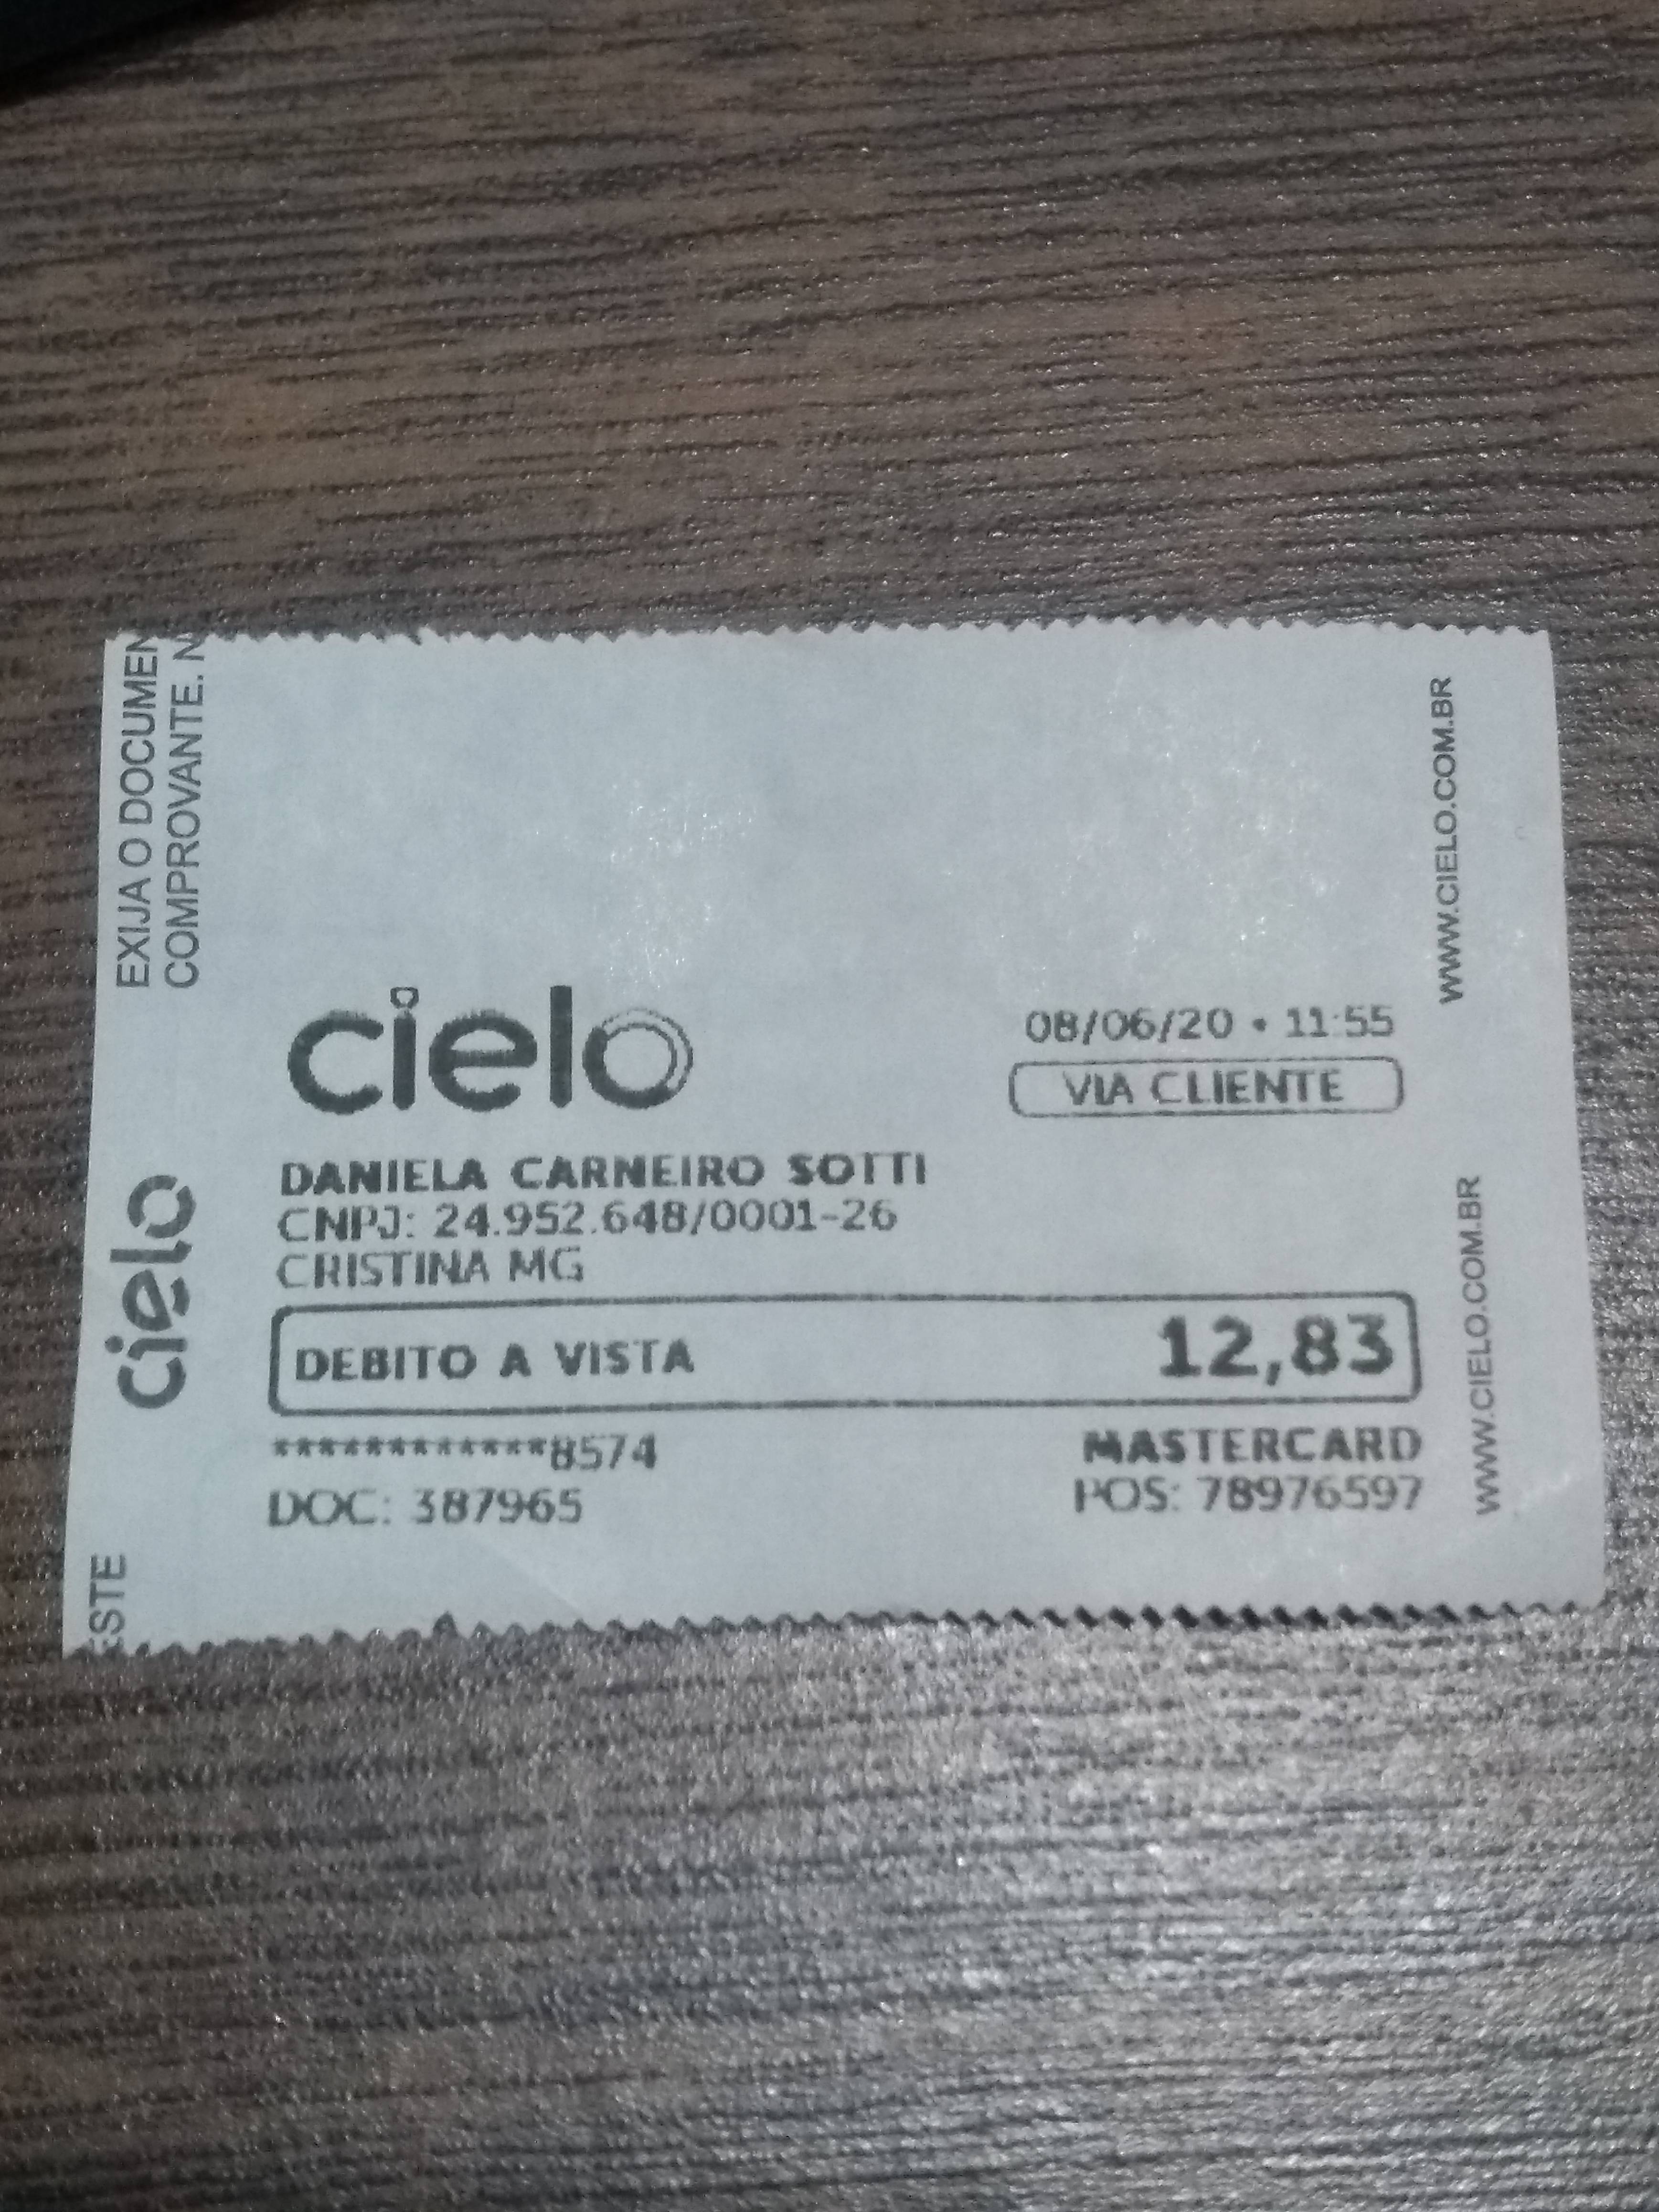 EXIJA O DOCUMEN
COMPROVANTE. N
WWW.CIELO.COM.BR
cielo
08/06/20 • 11:55
VIA CLIENTE
DANIELA CARNEIRO SOTTI
CNPJ: 24.952.648/0001-26
CRISTINA MG
DEBITO A VISTA 12,83
************8574 MASTERCARD
DOC: 387965 POS: 78976597
cielo
WWW.CIELO.COM.BR
ESTE